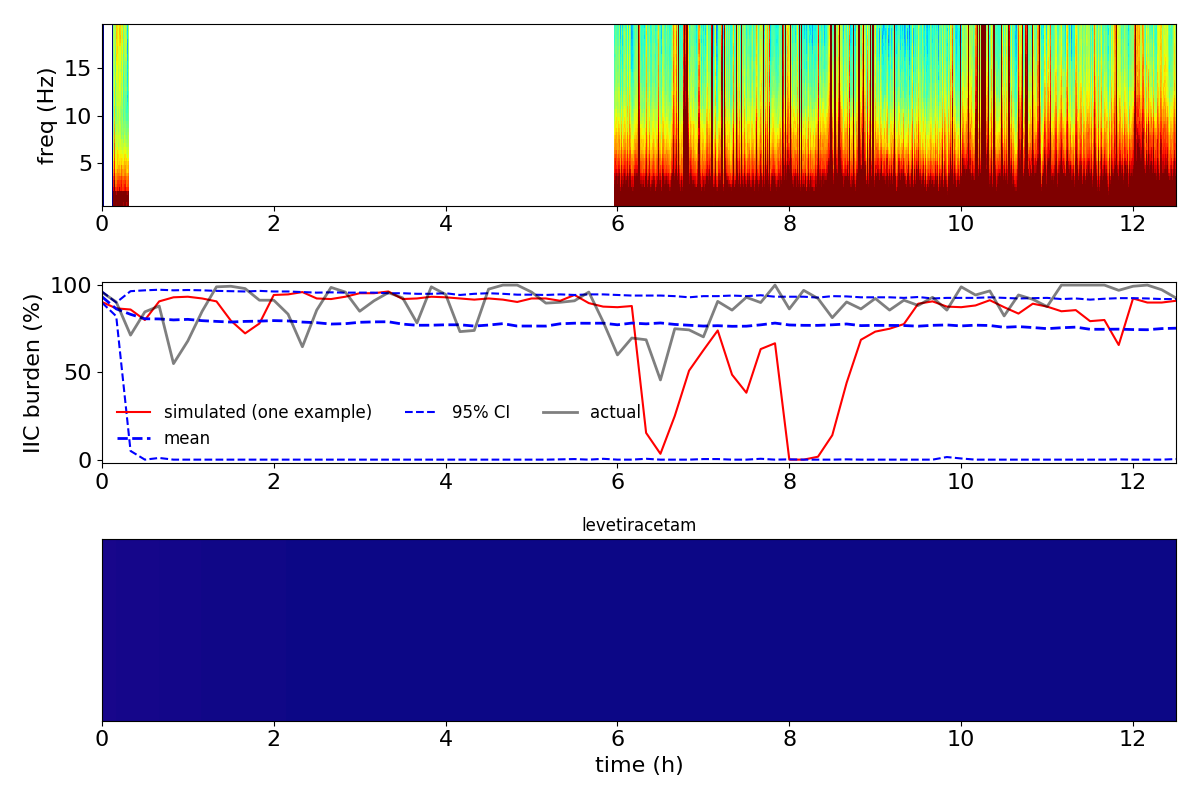 freq (Hz)
15
10
5
0 2 4 6 8 10 12
IIC burden (%)
100
50
0
simulated (one example) 95% CI actual
mean
0 2 4 6 8 10 12
levetiracetam
0 2 4 6 8 10 12
time (h)